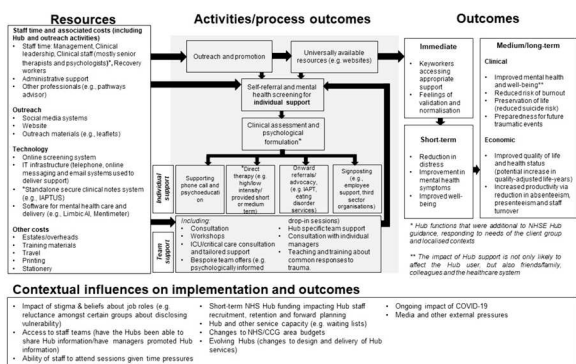 Resources
Activities/process outcomes
Outcomes
Staff time and associated costs (including
Hub and outreach activities)
• Staff time: Management, Clinical
leadership, Clinical staff (mostly senior
therapists and psychologists)*, Recovery
workers
• Administrative support
• Other professionals (e.g., pathways
advisor)
Outreach
• Social media systems
• Website
• Outreach materials (e.g., leaflets)
Technology
• Online screening system
• IT infrastructure (telephone, online
messaging and email systems used to
deliver support)
• *Standalone secure clinical notes system
(e.g., IAPTUS)
• Software for mental health care
and delivery (e.g., Limbic AI, Mentimeter)
Other costs
• Estates/overheads
• Training materials
• Travel
• Printing
• Stationery
Outreach and promotion
Universally available
resources (e.g. websites)
Self-referral and mental
health screening for
individual support
Clinical assessment and
psychological
formulation*
Individual
support
Supporting
phone call and
psychoeducati
on
*Direct
therapy (e.g.
high/low
intensity/
provided short
or medium
term)
Onward
referrals/
advocacy,
(e.g. IAPT,
eating
disorder
services)
Signposting (e.g.,
employee
support, third
sector
organisations)
Team
support
Including:
• Consultation
• Workshops
• ICU/critical care consultation
and tailored support
• Bespoke team offers (e.g.
psychologically informed
drop-in sessions)
• Hub specific team support
• Consultation with individual
managers
• Teaching and training about
common responses to
trauma.
Immediate
• Keyworkers
accessing
appropriate
support
• Feelings of
validation and
normalisation
Short-term
• Reduction in
distress
• Improvement in
mental health
symptoms
• Improved well-
being
Medium/long-term
Clinical
• Improved mental health
and well-being**
• Reduced risk of burnout
• Preservation of life
(reduced suicide risk)
• Preparedness for future
traumatic events
Economic
• Improved quality of life
and health status
(potential increase in
quality-adjusted life-years)
• Increased productivity via
reduction in absenteeism,
presenteeism and staff
turnover
* Hub functions that were additional to NHSE Hub
guidance, responding to needs of the client group
and localised contexts
** The impact of Hub support is not only likely to
affect the Hub user, but also friends/family,
colleagues and the healthcare system
Contextual influences on implementation and outcomes
• Impact of stigma & beliefs about job roles (e.g.
reluctance amongst certain groups about disclosing
vulnerability)
• Access to staff teams (have the Hubs been able to
share Hub information/have managers promoted Hub
information)
• Ability of staff to attend sessions given time pressures
• Short-term NHS Hub funding impacting Hub staff
recruitment, retention and forward planning
• Hub and other service capacity (e.g. waiting lists)
• Changes to NHS/CCG area budgets
• Evolving Hubs (changes to design and delivery of Hub
services)
• Ongoing impact of COVID-19
• Media and other external pressures